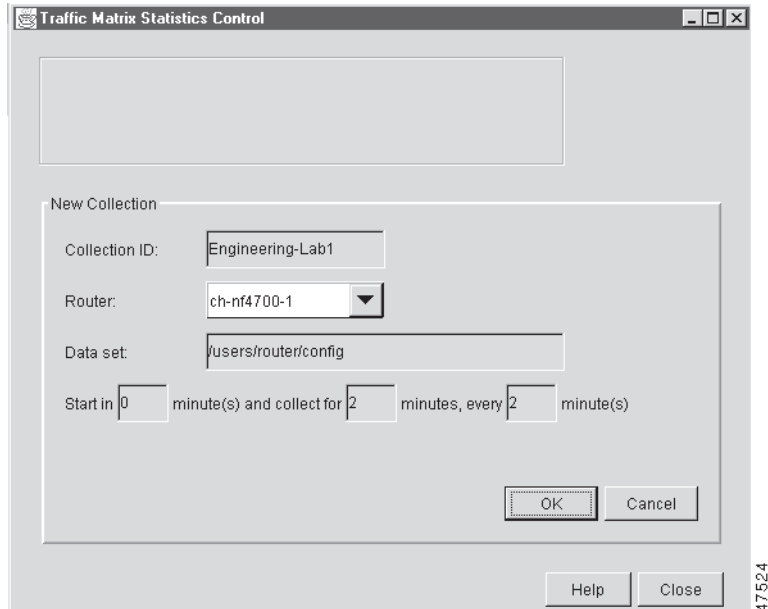 Traffic Matrix Statistics Control
New Collection
Collection ID: Engineering-Lab1
Router: ch-nf4700-1
Data set: /users/router/config
Start in 0 minute(s) and collect for 2 minutes, every 2 minute(s)
OK Cancel
Help Close
47524